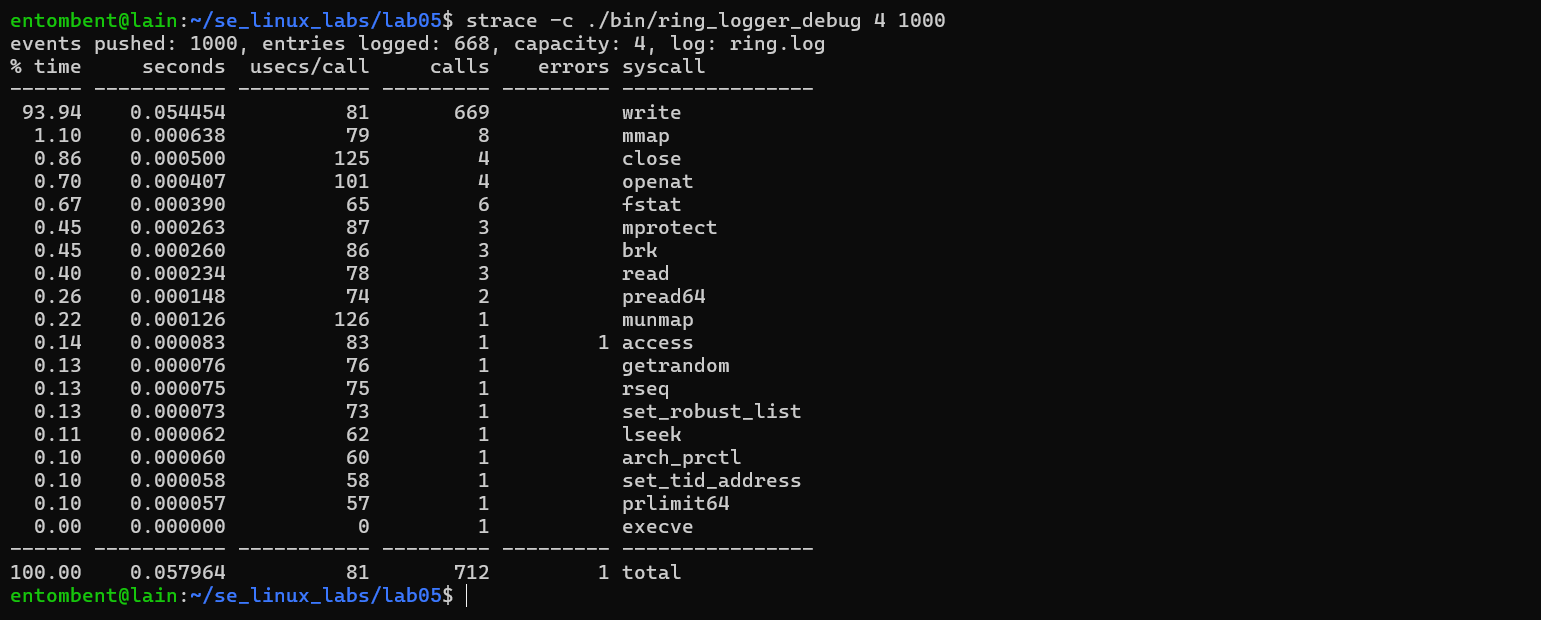 entombent@lain:~/se_linux_labs/lab05$ strace -c ./bin/ring_logger_debug 4 1000
events pushed: 1000, entries logged: 668, capacity: 4, log: ring.log
% time     seconds  usecs/call     calls    errors syscall
------ ----------- ----------- --------- --------- ----------------
 93.94    0.054454          81       669           write
  1.10    0.000638          79         8           mmap
  0.86    0.000500         125         4           close
  0.70    0.000407         101         4           openat
  0.67    0.000390          65         6           fstat
  0.45    0.000263          87         3           mprotect
  0.45    0.000260          86         3           brk
  0.40    0.000234          78         3           read
  0.26    0.000148          74         2           pread64
  0.22    0.000126         126         1           munmap
  0.14    0.000083          83         1         1 access
  0.13    0.000076          76         1           getrandom
  0.13    0.000075          75         1           rseq
  0.13    0.000073          73         1           set_robust_list
  0.11    0.000062          62         1           lseek
  0.10    0.000060          60         1           arch_prctl
  0.10    0.000058          58         1           set_tid_address
  0.10    0.000057          57         1           prlimit64
  0.00    0.000000           0         1           execve
------ ----------- ----------- --------- --------- ----------------
100.00    0.057964          81       712         1 total
entombent@lain:~/se_linux_labs/lab05$